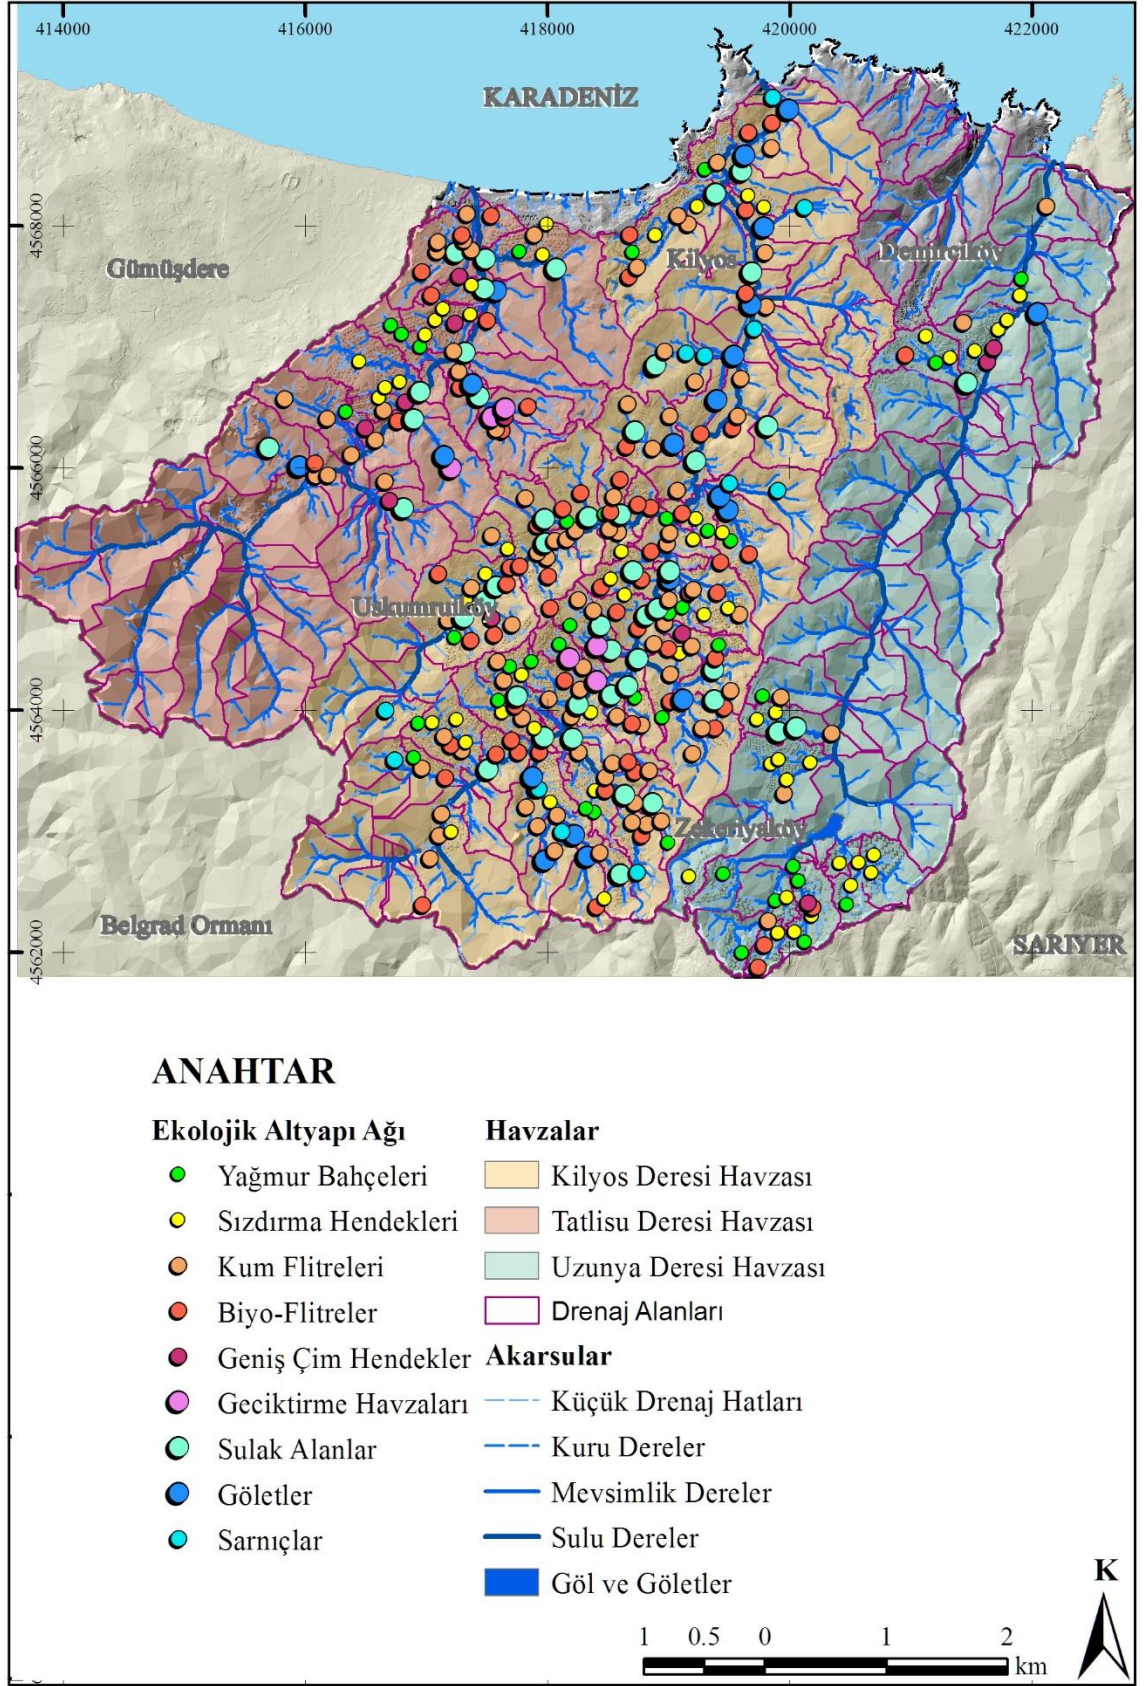 414000 416000 418000 420000 422000
KARADENİZ
4568000
Gümüşdere
Kilyos
Demirciköy
4566000
Uskumruköy
4564000
Zekeriyaköy
Belgrad Ormanı
SARIYER
4562000
ANAHTAR
Ekolojik Altyapı Ağı
Yağmur Bahçeleri
Sızdırma Hendekleri
Kum Flitreleri
Biyo-Flitreler
Geniş Çim Hendekler
Geciktirme Havzaları
Sulak Alanlar
Göletler
Sarnıçlar
Havzalar
Kilyos Deresi Havzası
Tatlisu Deresi Havzası
Uzunya Deresi Havzası
Drenaj Alanları
Akarsular
Küçük Drenaj Hatları
Kuru Dereler
Mevsimlik Dereler
Sulu Dereler
Göl ve Göletler
K
1 0.5 0 1 2
km